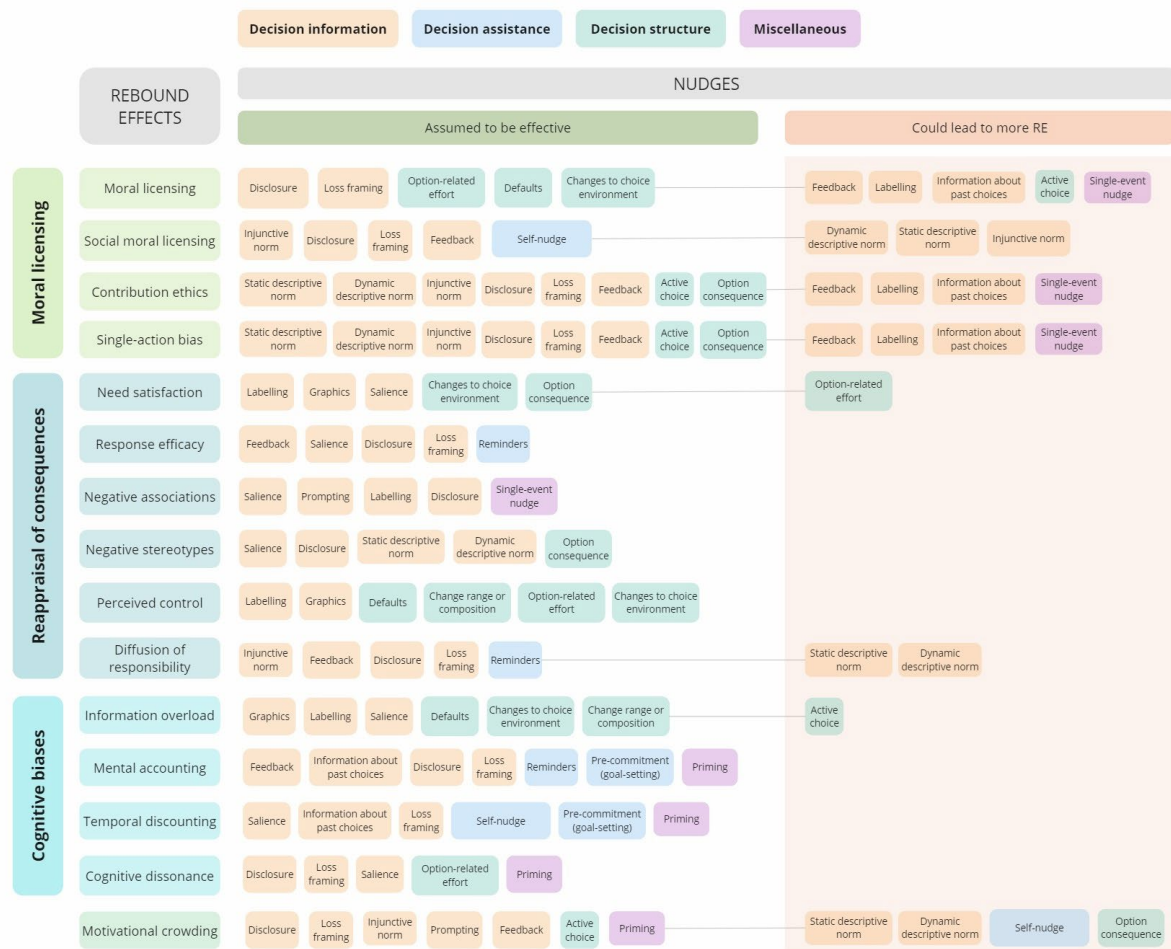 Decision information
Decision assistance
Decision structure
Miscellaneous
REBOUND
EFFECTS
NUDGES
Assumed to be effective
Could lead to more RE
Moral licensing
Moral licensing
Disclosure
Loss framing
Option-related
effort
Defaults
Changes to choice
environment
Feedback
Labelling
Information about
past choices
Active
choice
Single-event
nudge
Social moral licensing
Injunctive
norm
Disclosure
Loss
framing
Feedback
Self-nudge
Dynamic
descriptive norm
Static descriptive
norm
Injunctive norm
Contribution ethics
Static descriptive
norm
Dynamic
descriptive norm
Injunctive
norm
Disclosure
Loss
framing
Feedback
Active
choice
Option
consequence
Feedback
Labelling
Information about
past choices
Single-event
nudge
Single-action bias
Static descriptive
norm
Dynamic
descriptive norm
Injunctive
norm
Disclosure
Loss
framing
Feedback
Active
choice
Option
consequence
Feedback
Labelling
Information about
past choices
Single-event
nudge
Reappraisal of consequences
Need satisfaction
Labelling
Graphics
Salience
Changes to choice
environment
Option
consequence
Option-related
effort
Response efficacy
Feedback
Salience
Disclosure
Loss
framing
Reminders
Negative associations
Salience
Prompting
Labelling
Disclosure
Single-event
nudge
Negative stereotypes
Salience
Disclosure
Static descriptive
norm
Dynamic
descriptive norm
Option
consequence
Perceived control
Labelling
Graphics
Defaults
Change range or
composition
Option-related
effort
Changes to choice
environment
Diffusion of
responsibility
Injunctive
norm
Feedback
Disclosure
Loss
framing
Reminders
Static descriptive
norm
Dynamic
descriptive norm
Cognitive biases
Information overload
Graphics
Labelling
Salience
Defaults
Changes to choice
environment
Change range or
composition
Active
choice
Mental accounting
Feedback
Information about
past choices
Disclosure
Loss
framing
Reminders
Pre-commitment
(goal-setting)
Priming
Temporal discounting
Salience
Information about
past choices
Loss
framing
Self-nudge
Pre-commitment
(goal-setting)
Priming
Cognitive dissonance
Disclosure
Loss
framing
Salience
Option-related
effort
Priming
Motivational crowding
Disclosure
Loss
framing
Injunctive
norm
Prompting
Feedback
Active
choice
Priming
Static descriptive
norm
Dynamic
descriptive norm
Self-nudge
Option
consequence